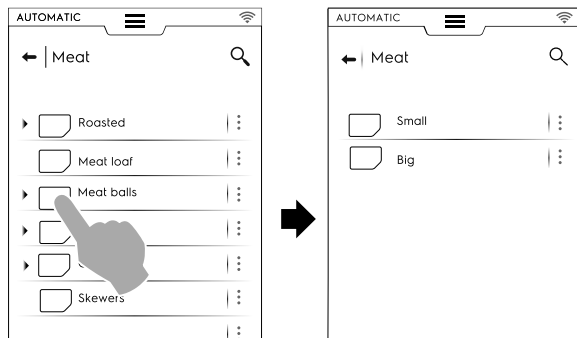 AUTOMATIC
Meat
Roasted
Meat loaf
Meat balls
Skewers
AUTOMATIC
Meat
Small
Big